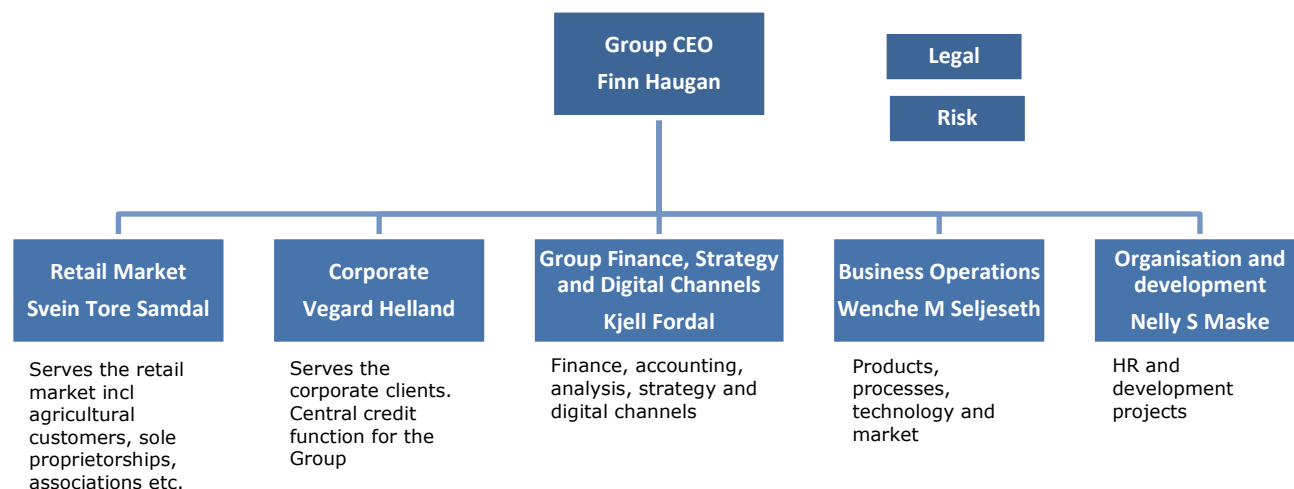 Group CEO
Finn Haugan
Legal
Risk
Retail Market
Svein Tore Samdal
Serves the retail
market incl
agricultural
customers, sole
proprietorships,
associations etc.
Corporate
Vegard Helland
Serves the
corporate clients.
Central credit
function for the
Group
Group Finance, Strategy
and Digital Channels
Kjell Fordal
Finance, accounting,
analysis, strategy and
digital channels
Business Operations
Wenche M Seljeseth
Products,
processes,
technology and
market
Organisation and
development
Nelly S Maske
HR and
development
projects